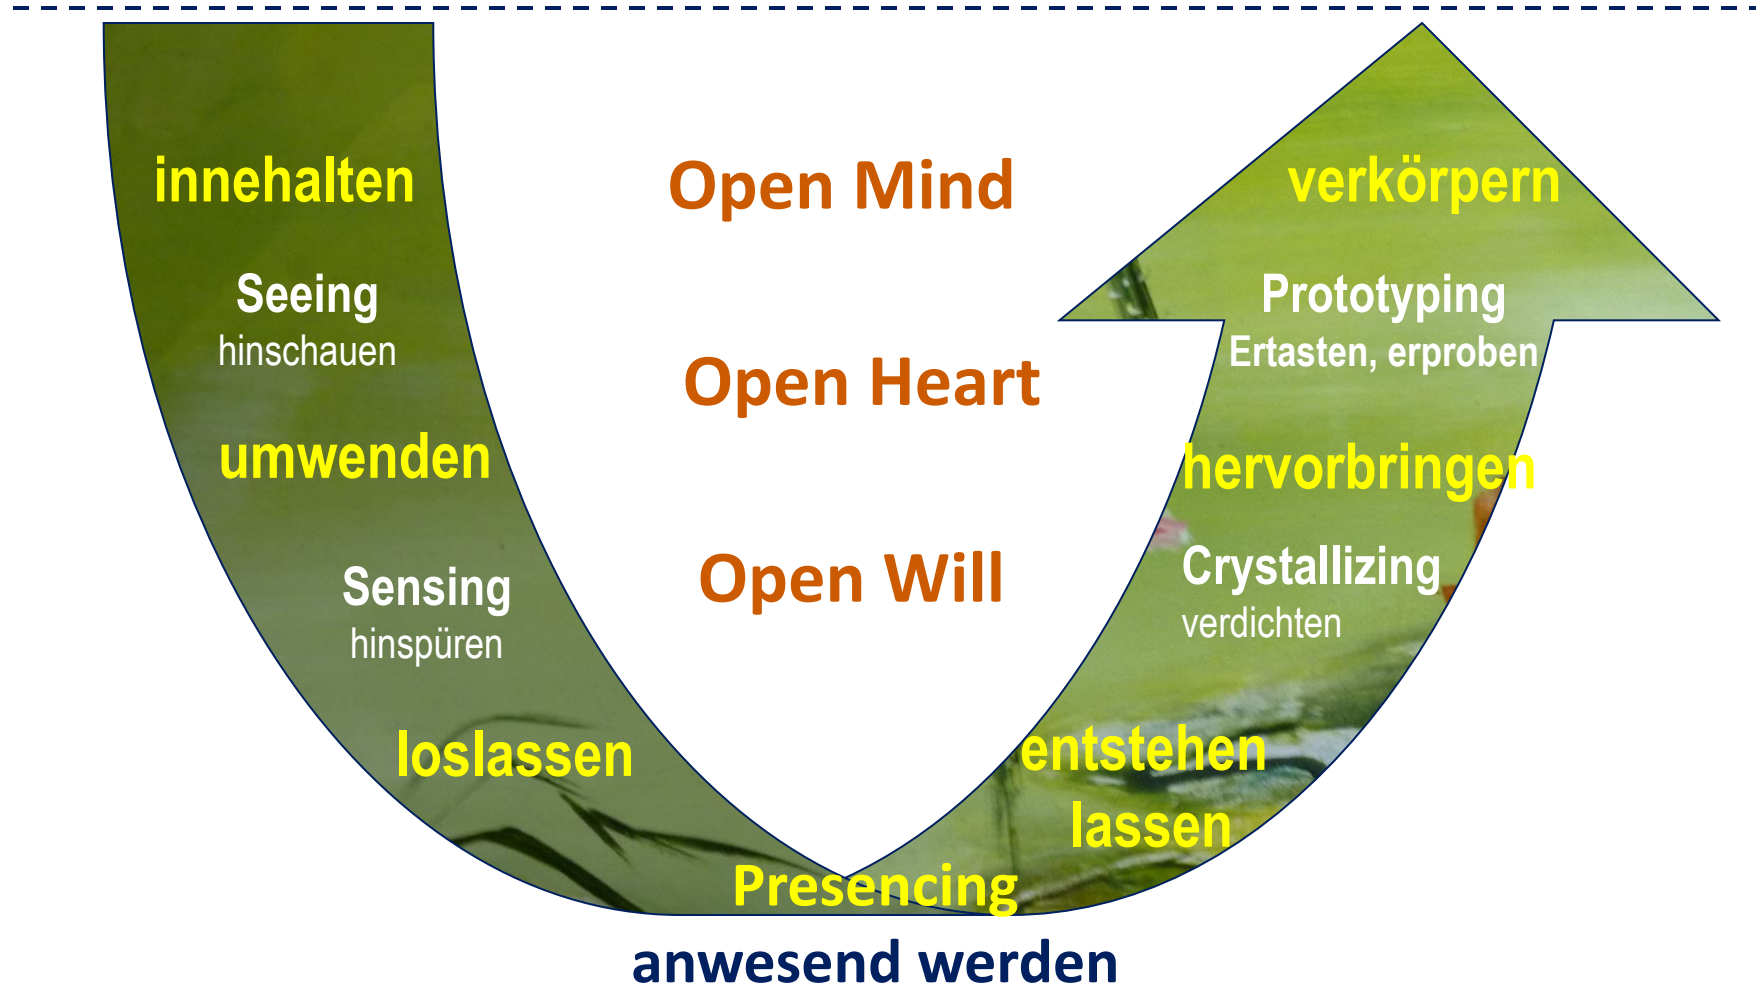 innehalten
Seeing
hinschauen
umwenden
Sensing
hinspüren
loslassen
Open Mind
Open Heart
Open Will
Presencing
anwesend werden
entstehen
lassen
Crystallizing
verdichten
hervorbringen
Prototyping
Ertasten, erproben
verkörpern